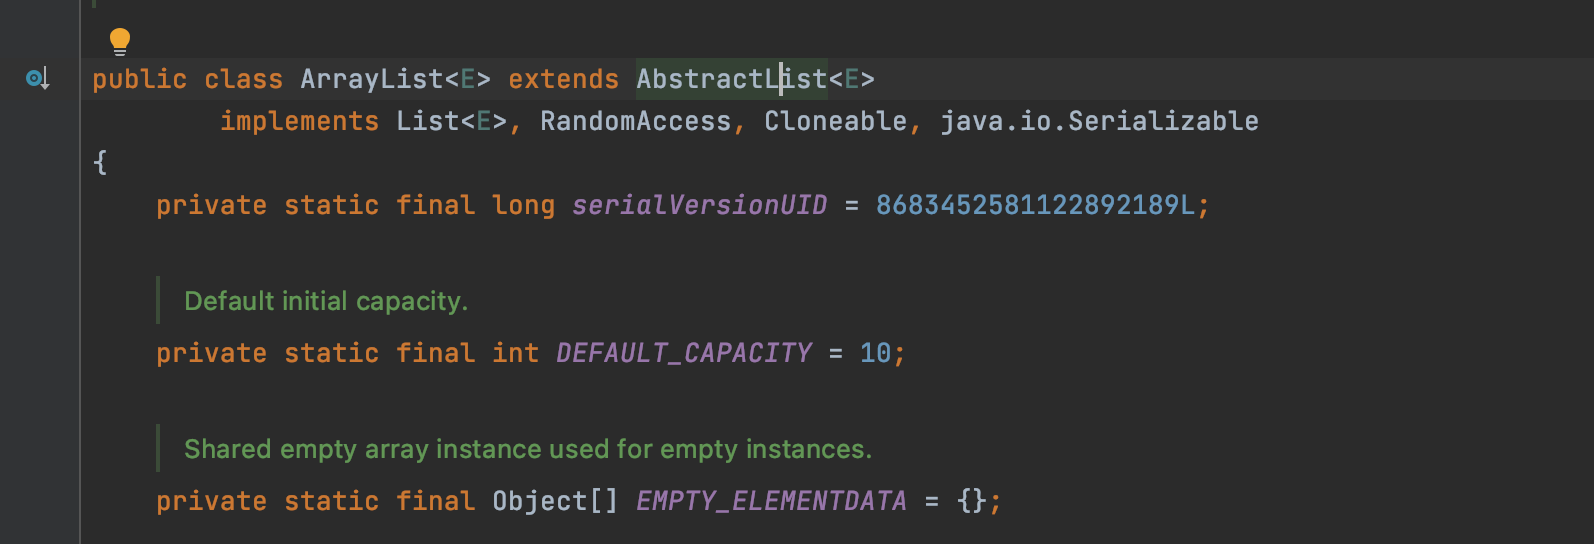 public class ArrayList<E> extends AbstractList<E>
implements List<E>, RandomAccess, Cloneable, java.io.Serializable
{
private static final long serialVersionUID = 8683452581122892189L;
Default initial capacity.
private static final int DEFAULT_CAPACITY = 10;
Shared empty array instance used for empty instances.
private static final Object[] EMPTY_ELEMENTDATA = {};